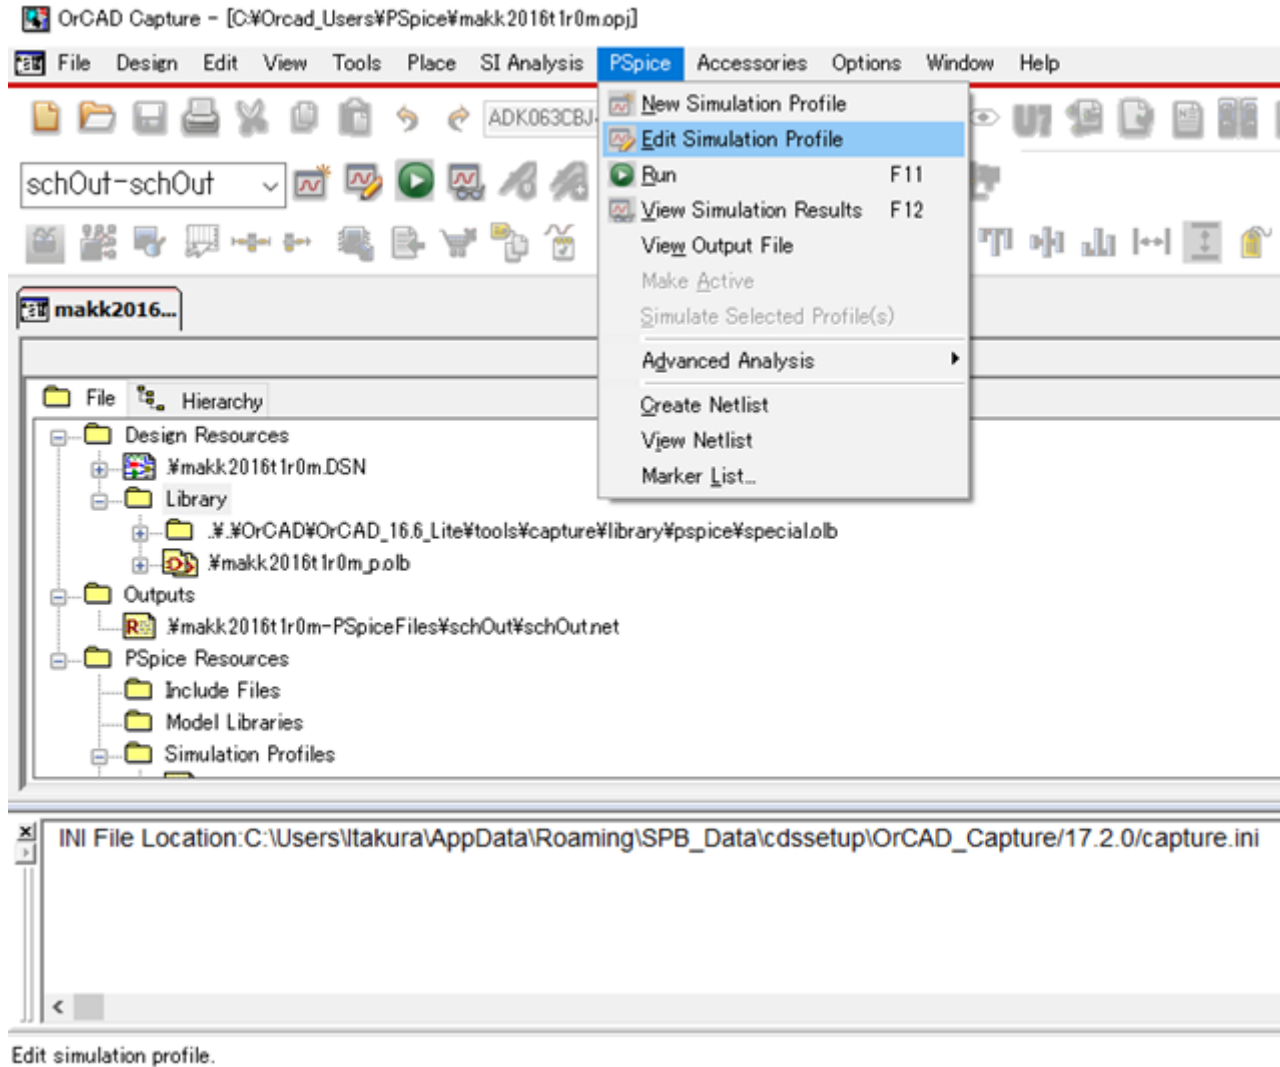 OrCAD Capture - [C:¥Orcad_Users¥PSpice¥makk2016t1r0m.opj]
File Design Edit View Tools Place SI Analysis PSpice Accessories Options Window Help
ADK063CBJ
U7
New Simulation Profile
Edit Simulation Profile
schOut-schOut
Run F11
View Simulation Results F12
View Output File
Make Active
Simulate Selected Profile(s)
Advanced Analysis
Create Netlist
View Netlist
Marker List...
makk2016...
File Hierarchy
Design Resources
.¥makk2016t1r0m.DSN
Library
.¥.¥OrCAD¥OrCAD_16.6_Lite¥tools¥capture¥library¥pspice¥special.olb
.¥makk2016t1r0m_p.olb
Outputs
.¥makk2016t1r0m-PSpiceFiles¥schOut¥schOut.net
PSpice Resources
Include Files
Model Libraries
Simulation Profiles
INI File Location:C:\Users\Itakura\AppData\Roaming\SPB_Data\cdssetup\OrCAD_Capture/17.2.0/capture.ini
Edit simulation profile.